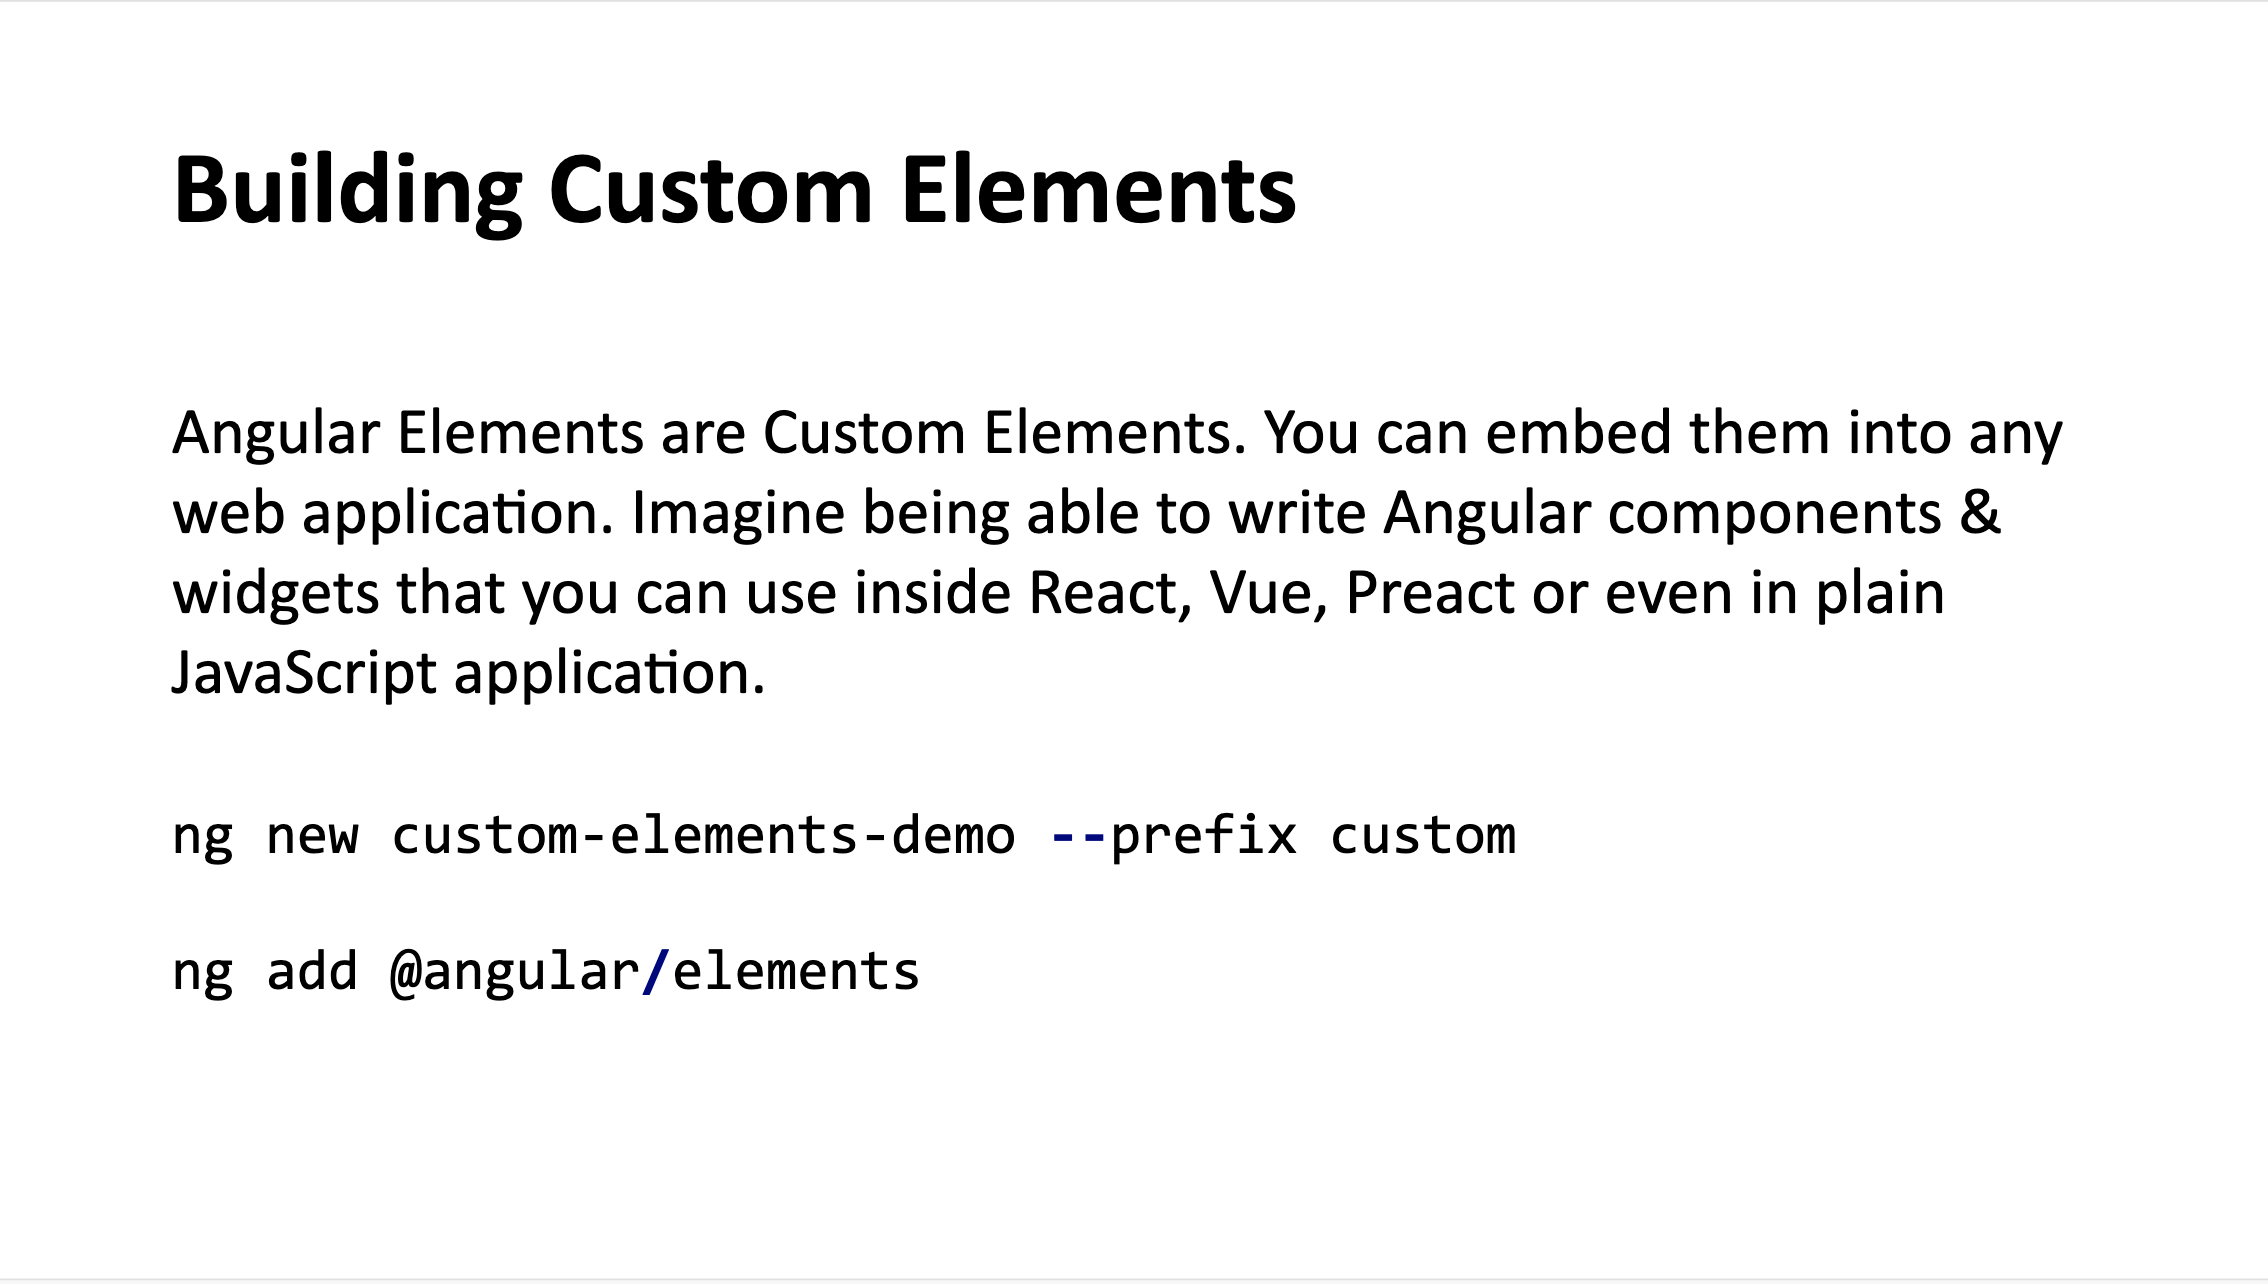 Building Custom Elements
Angular Elements are Custom Elements. You can embed them into any
web application. Imagine being able to write Angular components &
widgets that you can use inside React, Vue, Preact or even in plain
JavaScript application.
ng new custom-elements-demo --prefix custom
ng add @angular/elements